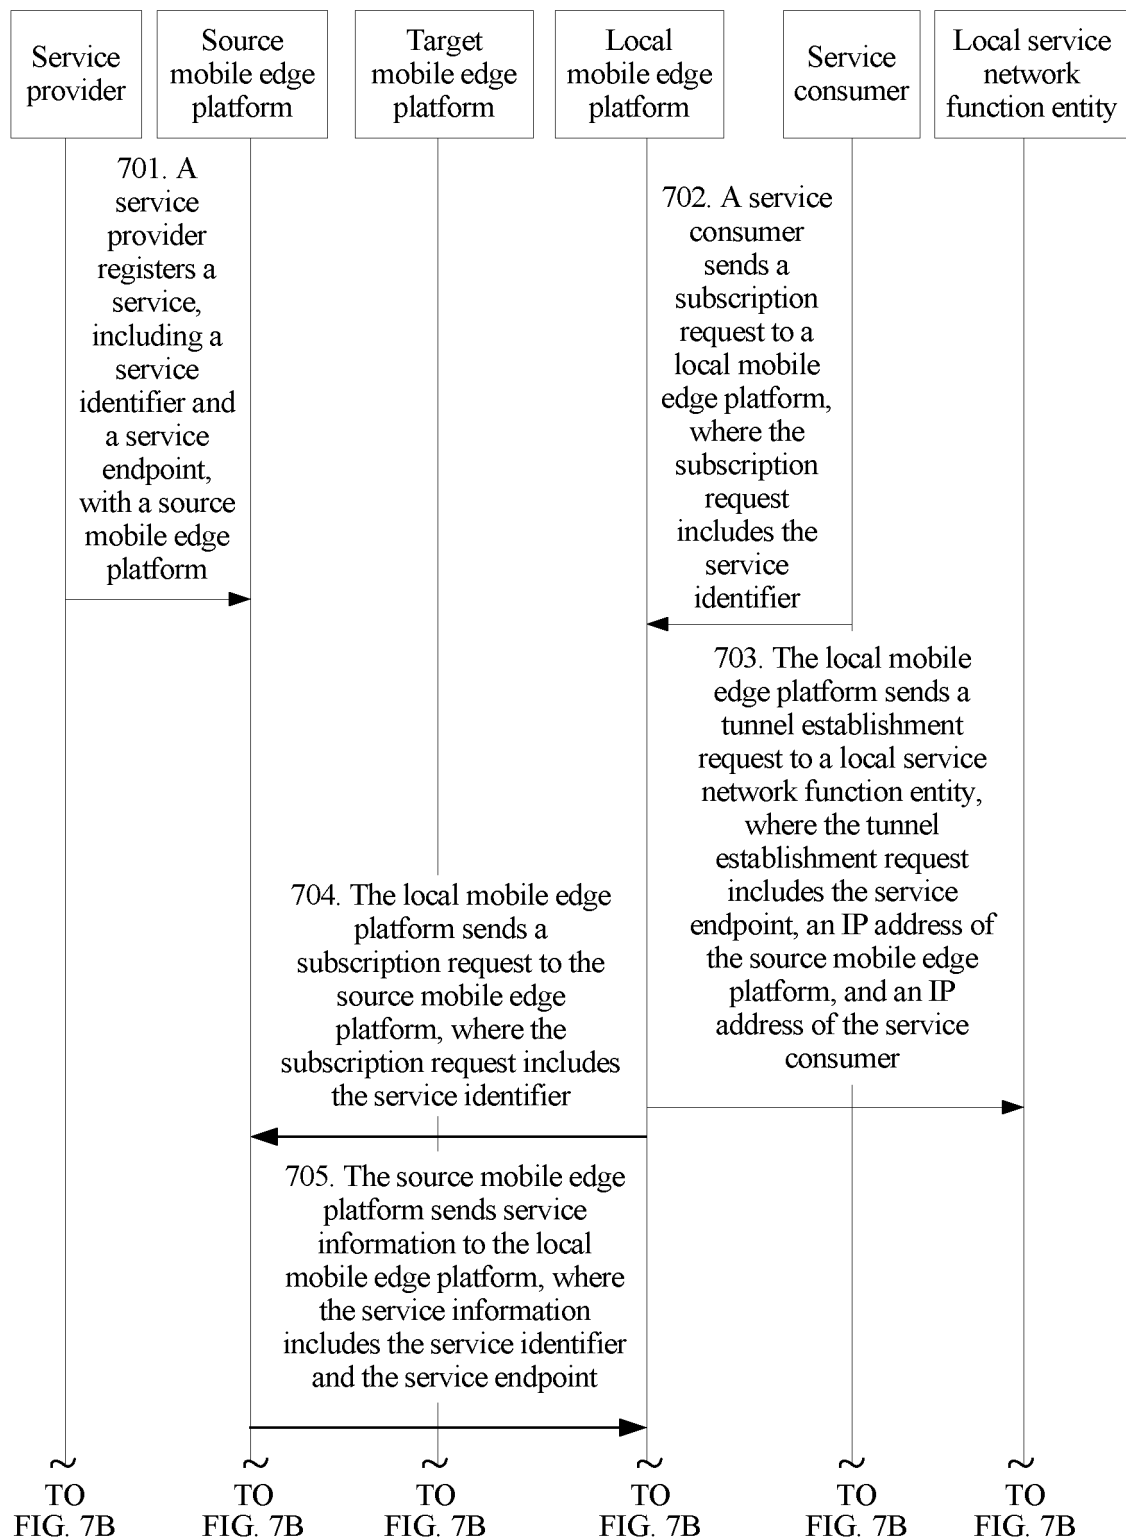 Service
provider
Source
mobile edge
platform
Target
mobile edge
platform
Local
mobile edge
platform
Service
consumer
Local service
network
function entity
701. A
service
provider
registers a
service,
including a
service
identifier and
a service
endpoint,
with a source
mobile edge
platform
702. A service
consumer
sends a
subscription
request to a
local mobile
edge platform,
where the
subscription
request
includes the
service
identifier
703. The local mobile
edge platform sends a
tunnel establishment
request to a local service
network function entity,
where the tunnel
establishment request
includes the service
endpoint, an IP address of
the source mobile edge
platform, and an IP
address of the service
consumer
704. The local mobile edge
platform sends a
subscription request to the
source mobile edge
platform, where the
subscription request includes
the service identifier
705. The source mobile edge
platform sends service
information to the local
mobile edge platform, where
the service information
includes the service identifier
and the service endpoint
TO
FIG. 7B
TO
FIG. 7B
TO
FIG. 7B
TO
FIG. 7B
TO
FIG. 7B
TO
FIG. 7B